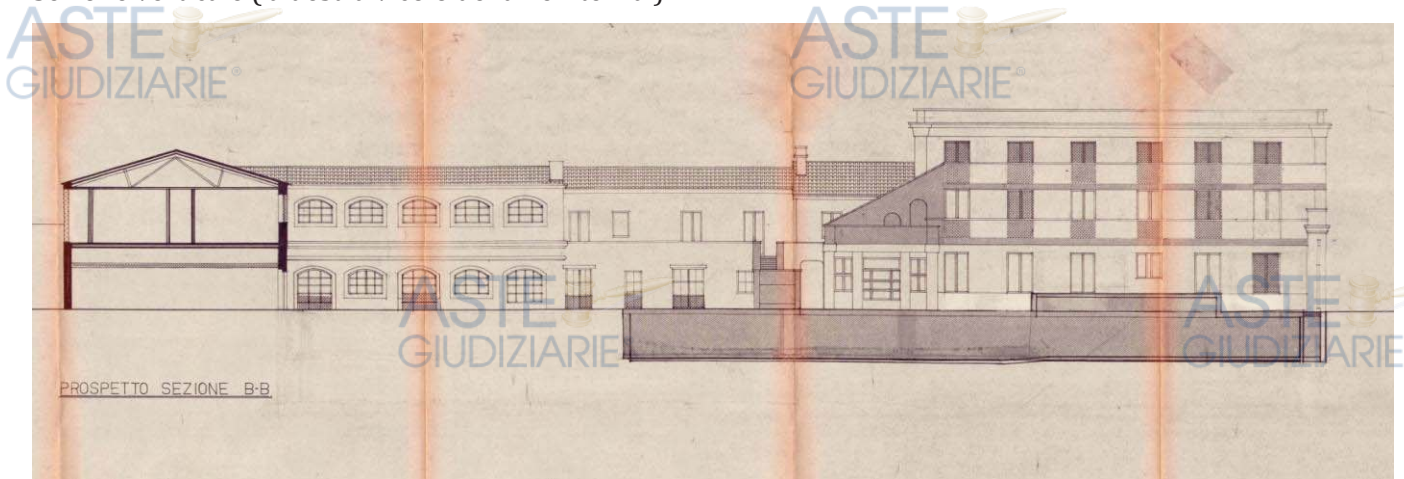 ASTE
GIUDIZIARIE®
ASTE
GIUDIZIARIE®
ASTE
GIUDIZIARIE
ASTE
GIUDIZIARIE
PROSPETTO SEZIONE B-B